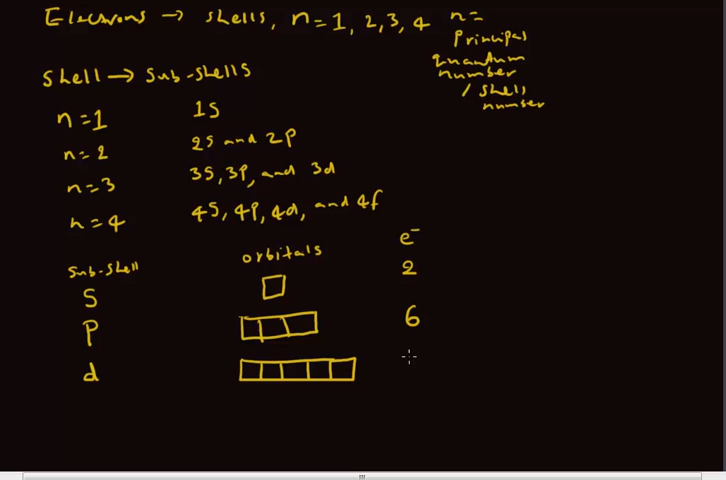 Electrons → shells, n=1, 2, 3, 4
n=
Principal
quantum
number
/ shell
number
Shell → Sub-shells
n=1 1s
n=2 2s and 2p
n=3 3s, 3p, and 3d
n=4 4s, 4p, 4d, and 4f
Sub-shell orbitals e⁻
s 2
p 6
d